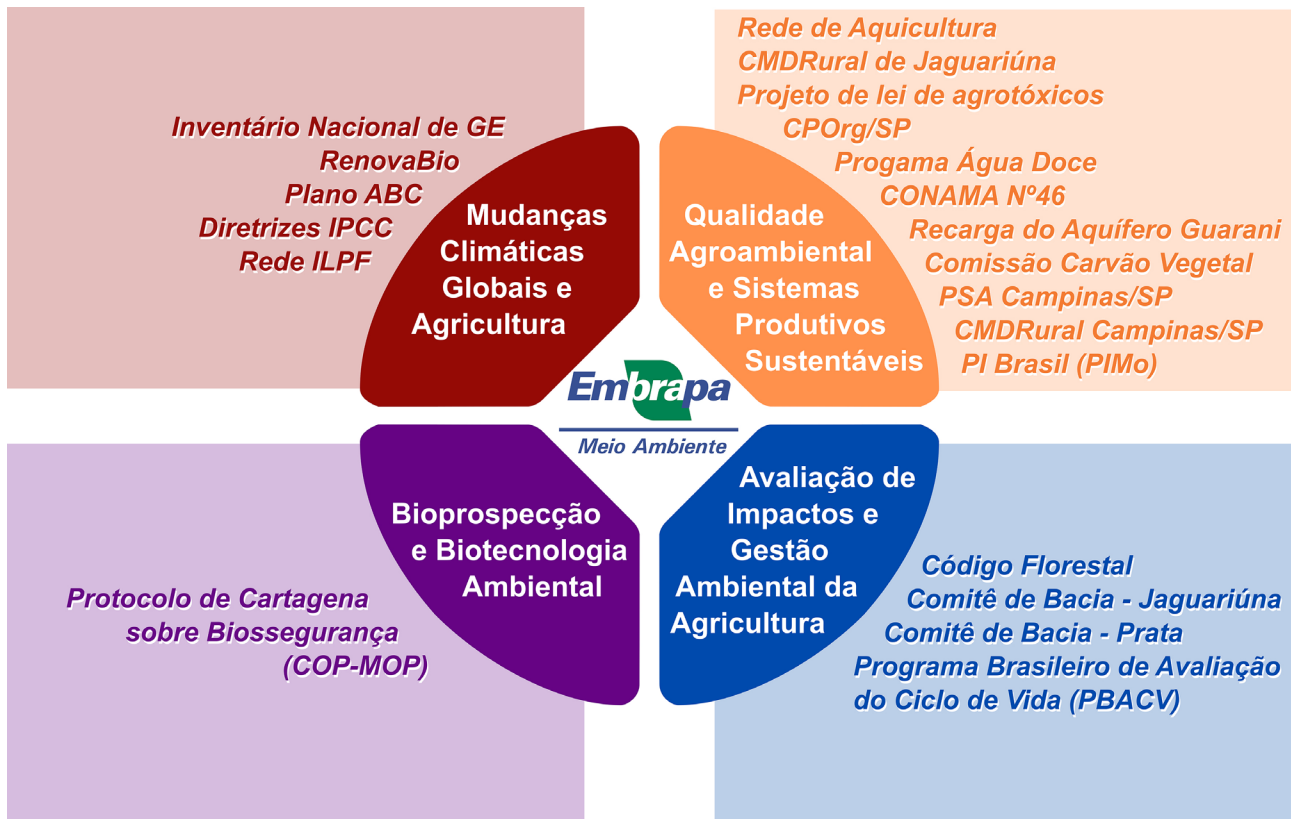 Inventário Nacional de GE
RenovaBio
Plano ABC
Diretrizes IPCC
Rede ILPF
Mudanças
Climáticas
Globais e
Agricultura
Rede de Aquicultura
CMDRural de Jaguariúna
Projeto de lei de agrotóxicos
CPOrg/SP
Progama Água Doce
CONAMA Nº46
Recarga do Aquífero Guarani
Comissão Carvão Vegetal
PSA Campinas/SP
CMDRural Campinas/SP
PI Brasil (PIMo)
Qualidade
Agroambiental
e Sistemas
Produtivos
Sustentáveis
Embrapa
Meio Ambiente
Bioprospecção
e Biotecnologia
Ambiental
Protocolo de Cartagena
sobre Biossegurança
(COP-MOP)
Avaliação de
Impactos e
Gestão
Ambiental da
Agricultura
Código Florestal
Comitê de Bacia - Jaguariúna
Comitê de Bacia - Prata
Programa Brasileiro de Avaliação
do Ciclo de Vida (PBACV)